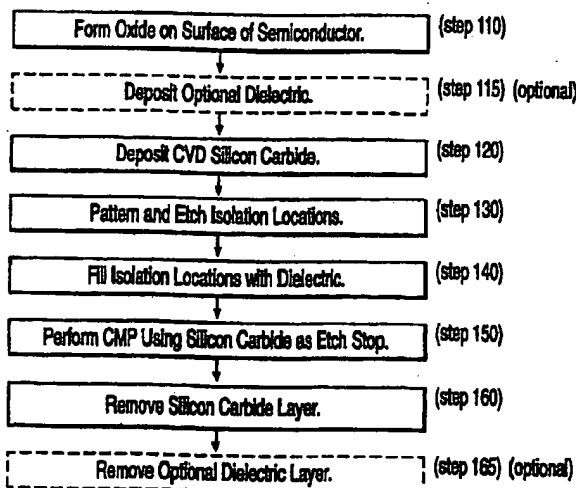 Form Oxide on Surface of Semiconductor. (step 110)
Deposit Optional Dielectric. (step 115) (optional)
Deposit CVD Silicon Carbide. (step 120)
Pattern and Etch Isolation Locations. (step 130)
Fill Isolation Locations with Dielectric. (step 140)
Perform CMP Using Silicon Carbide as Etch Stop. (step 150)
Remove Silicon Carbide Layer. (step 160)
Remove Optional Dielectric Layer. (step 165) (optional)